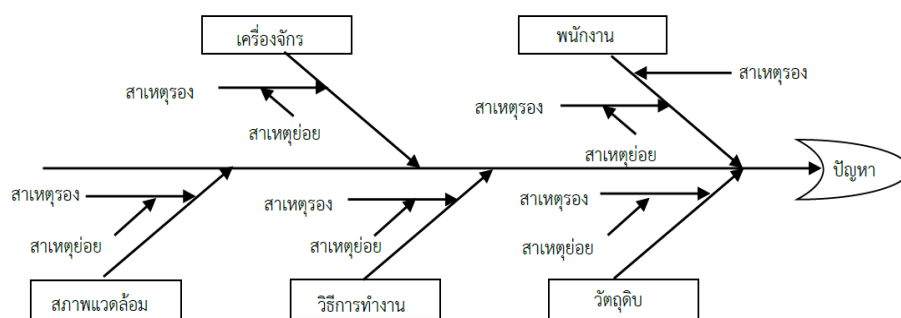 เครื่องจักร
พนักงาน
สาเหตุรอง
สาเหตุรอง
สาเหตุรอง
สาเหตุย่อย
สาเหตุย่อย
ปัญหา
สาเหตุรอง
สาเหตุรอง
สาเหตุรอง
สาเหตุย่อย
สาเหตุย่อย
สาเหตุย่อย
สภาพแวดล้อม
วิธีการทำงาน
วัตถุดิบ